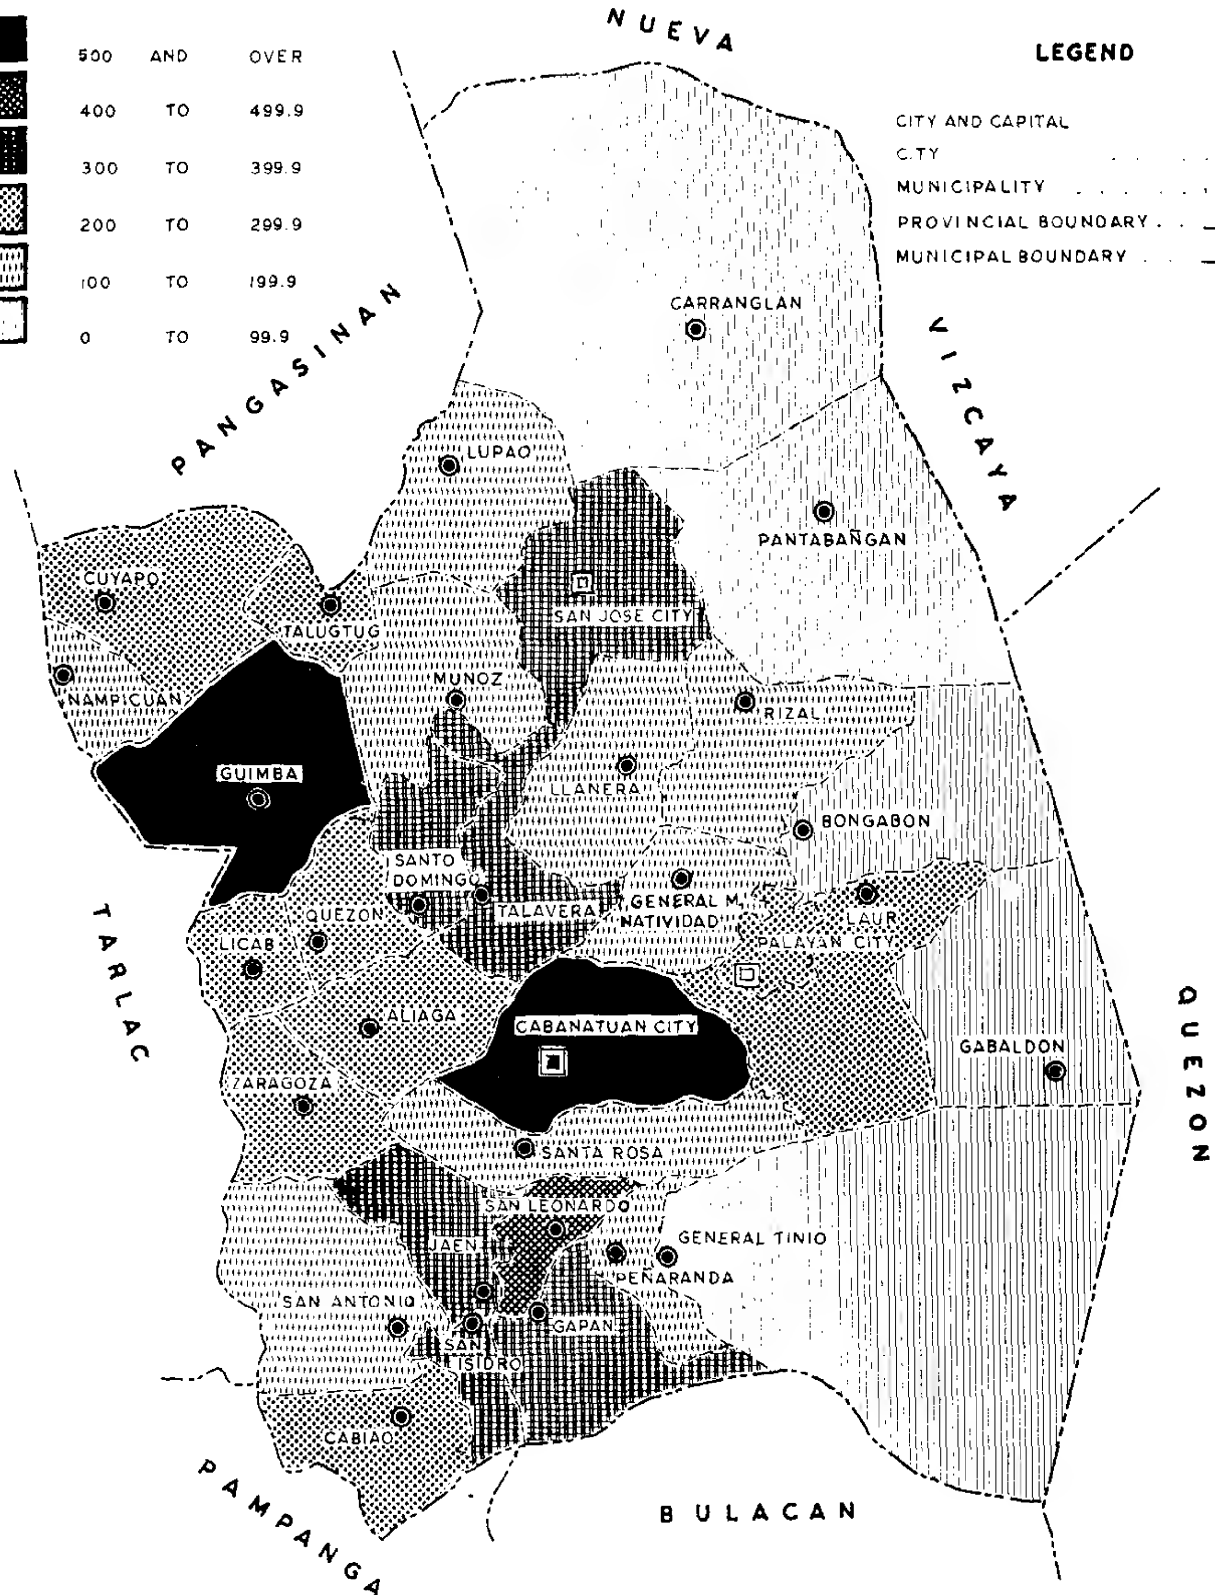 500 AND OVER
400 TO 499.9
300 TO 399.9
200 TO 299.9
100 TO 199.9
0 TO 99.9
LEGEND
CITY AND CAPITAL
C.TY . . .
MUNICIPALITY . . . . .
PROVINCIAL BOUNDARY . .
MUNICIPAL BOUNDARY . .
NUEVA
VIZCAYA
PANGASINAN
TARLAC
QUEZON
PAMPANGA
BULACAN
CARRANGLAN
LUPAO
PANTABAÑGAN
CUYAPO
SAN JOSE CITY
TALUGTUG
NAMPICUAN
MUNOZ
RIZAL
GUIMBA
LLANERA
BONGABON
SANTO
DOMINGO
QUEZON
TALAVERA
GENERAL M.
NATIVIDAD
LAUR
LICAB
PALAYAN CITY
ALIAGA
CABANATUAN CITY
GABALDON
ZARAGOZA
SANTA ROSA
SAN LEONARDO
JAEN
GENERAL TINIO
PEÑARANDA
SAN ANTONIO
GAPAN
SAN
ISIDRO
CABIAO